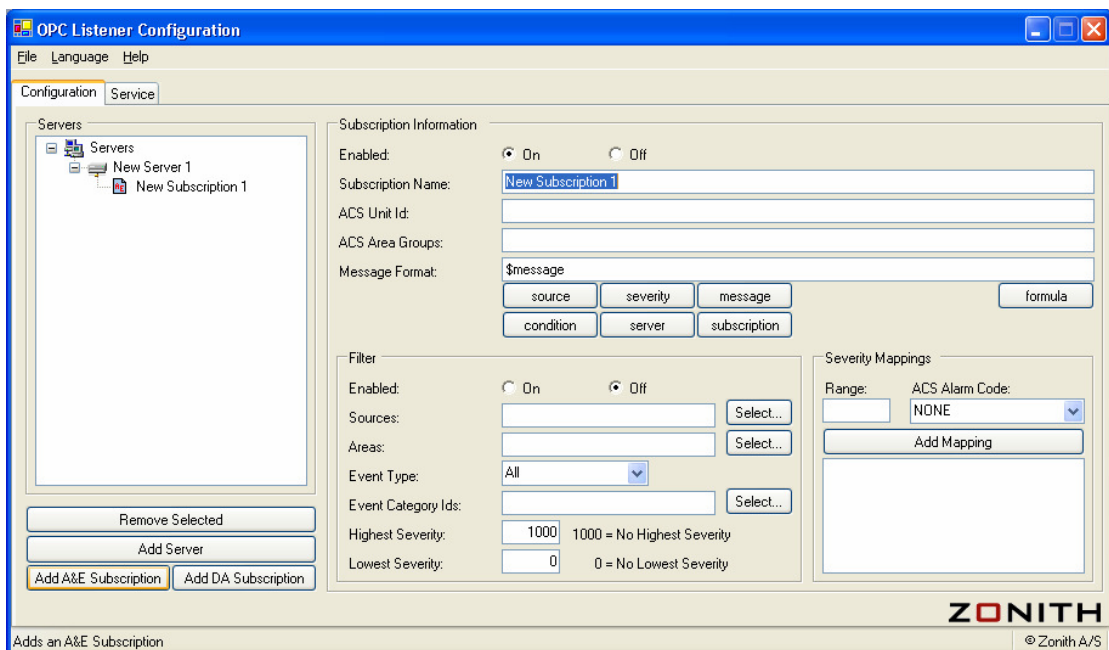 OPC Listener Configuration
File Language Help
Configuration Service
Servers
Servers
New Server 1
New Subscription 1
Remove Selected
Add Server
Add A&E Subscription Add DA Subscription
Subscription Information
Enabled: On Off
Subscription Name: New Subscription 1
ACS Unit Id:
ACS Area Groups:
Message Format: $message
source severity message formula
condition server subscription
Filter
Enabled: On Off
Sources: Select...
Areas: Select...
Event Type: All
Event Category Ids: Select...
Highest Severity: 1000 1000 = No Highest Severity
Lowest Severity: 0 0 = No Lowest Severity
Severity Mappings
Range: ACS Alarm Code:
NONE
Add Mapping
ZONITH
Adds an A&E Subscription © Zonith A/S